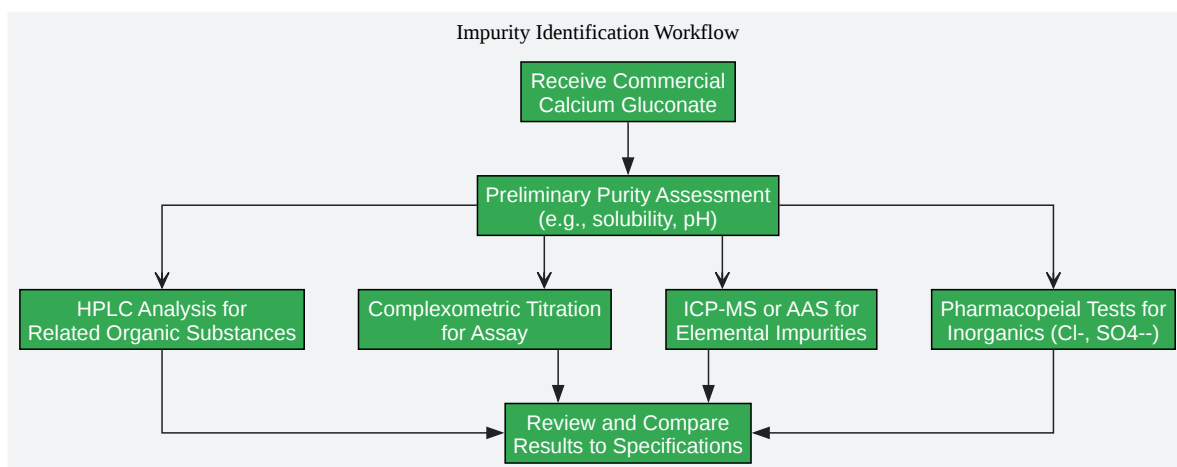 Impurity Identification Workflow
Receive Commercial
Calcium Gluconate
Preliminary Purity Assessment
(e.g., solubility, pH)
HPLC Analysis for
Related Organic Substances
Complexometric Titration
for Assay
ICP-MS or AAS for
Elemental Impurities
Pharmacopeial Tests for
Inorganics (Cl-, SO4--)
Review and Compare
Results to Specifications